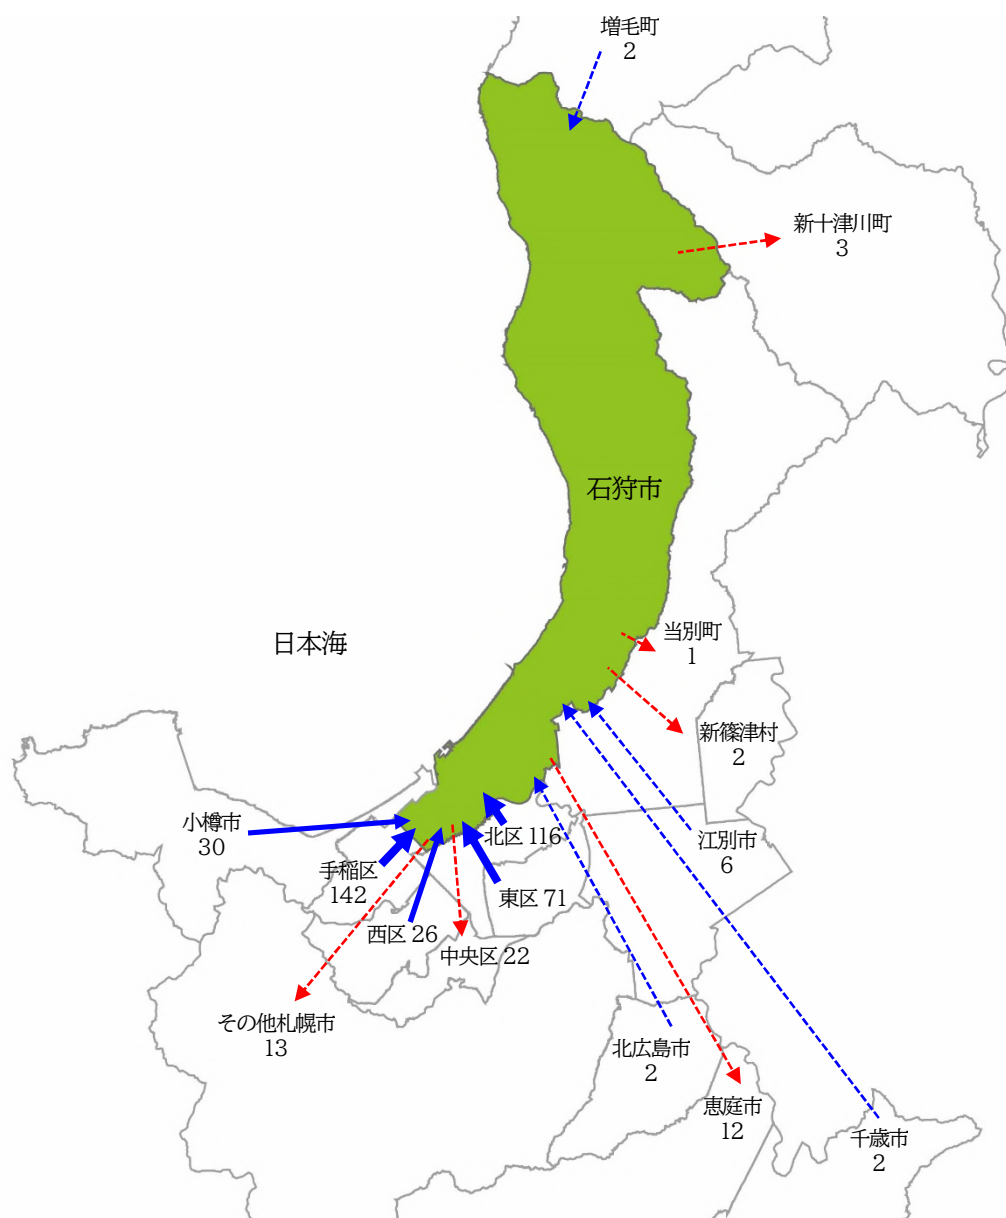 増毛町
2
新十津川町
3
石狩市
当別町
1
日本海
新篠津村
2
小樽市
30
北区 116
江別市
6
手稲区
142
東区 71
西区 26
中央区 22
その他札幌市
13
北広島市
2
恵庭市
12
千歳市
2